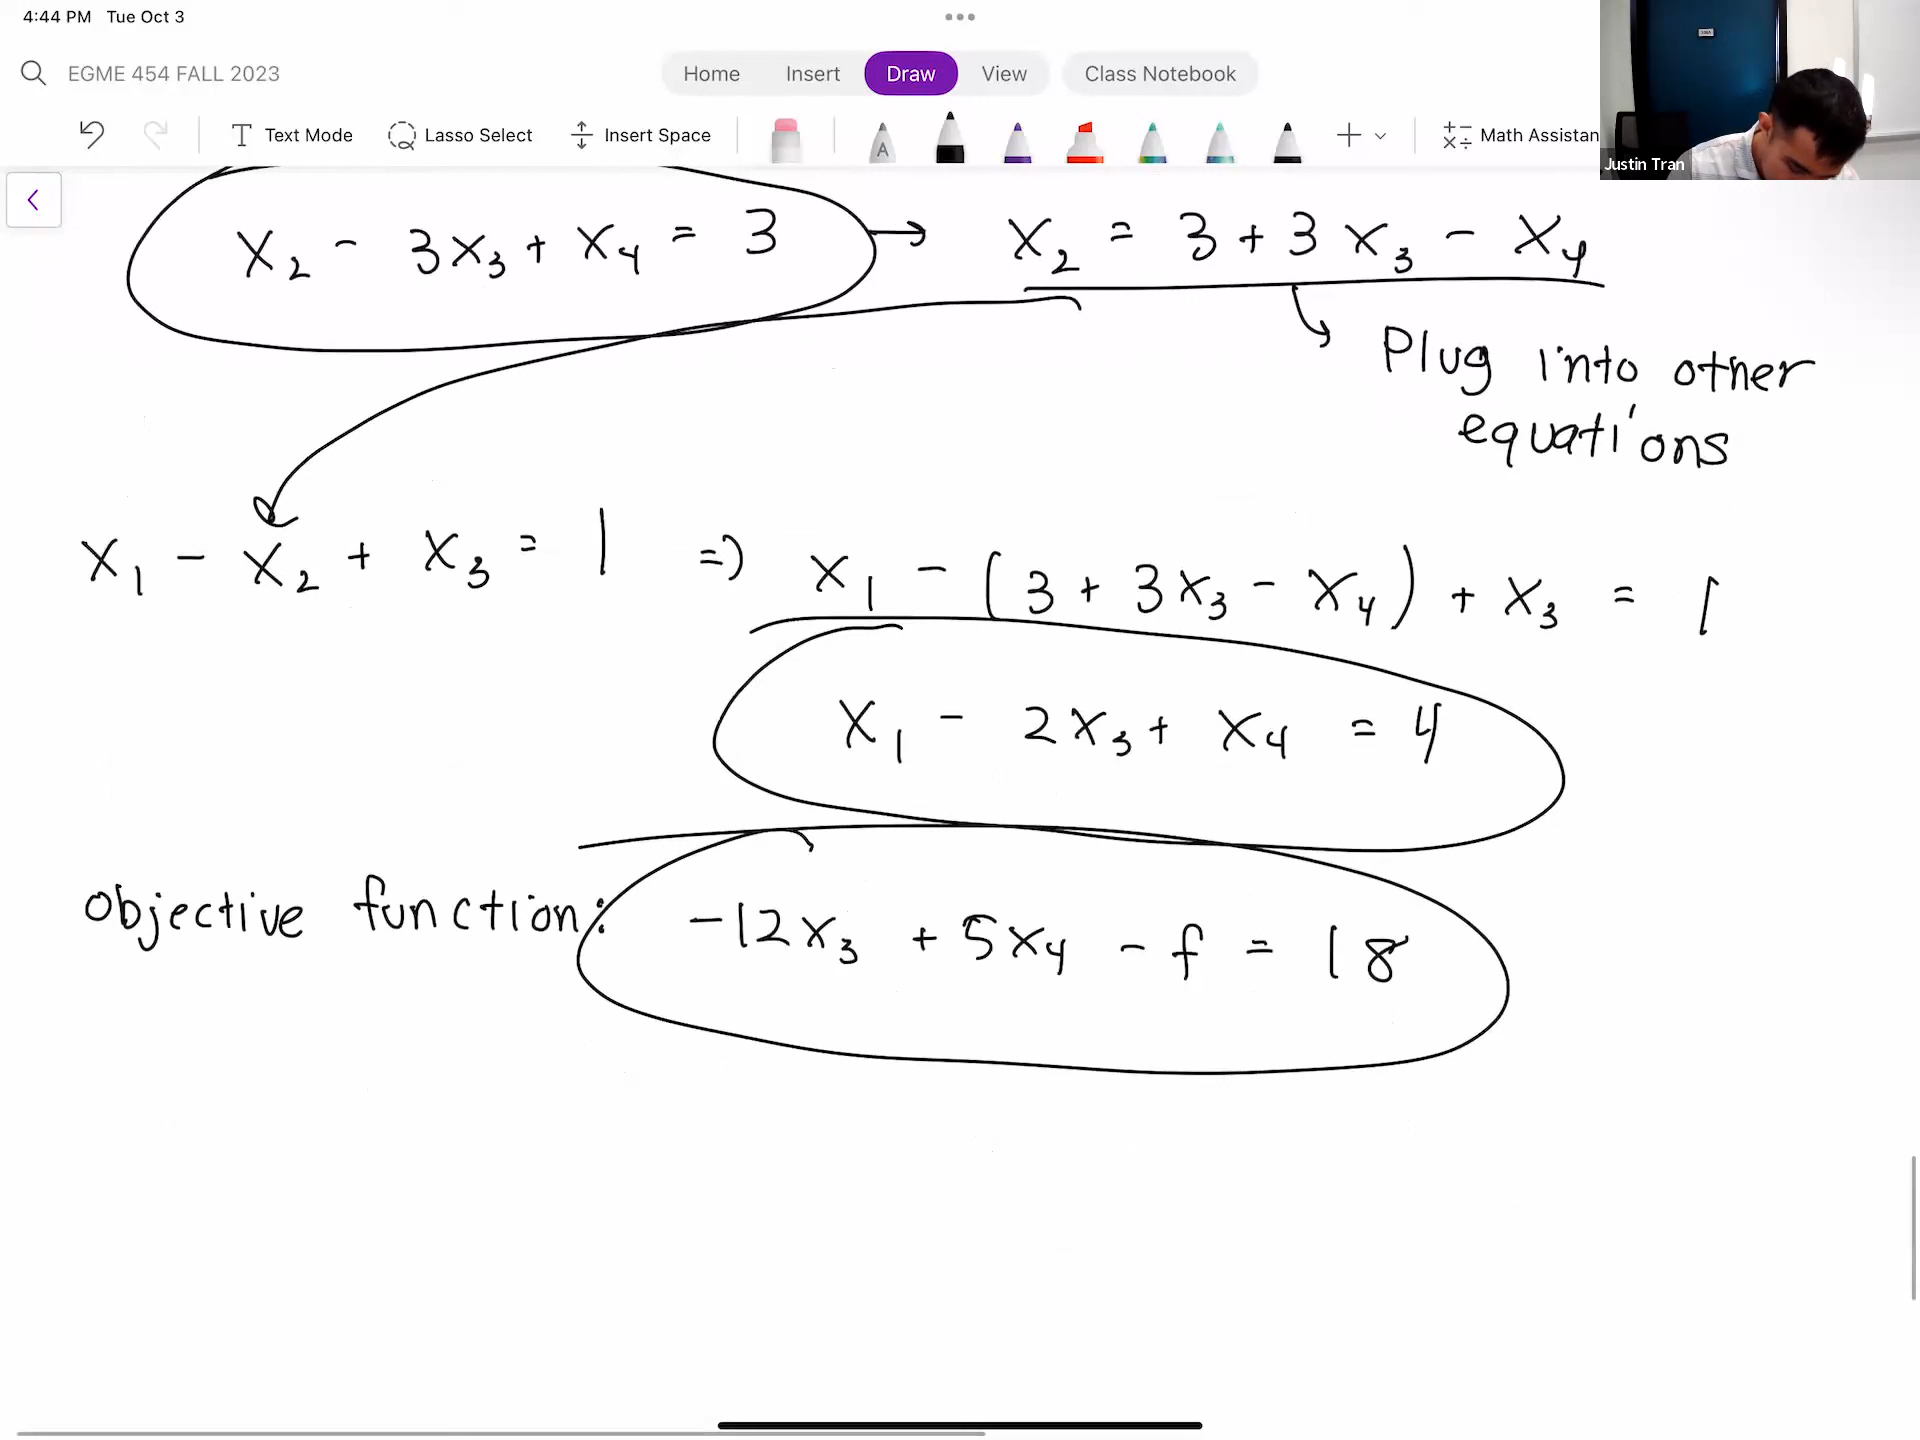 4:44 PM Tue Oct 3
EGME 454 FALL 2023
Home Insert Draw View Class Notebook
Text Mode Lasso Select Insert Space A Math Assistan
Justin Tran
x₂ - 3x₃ + x₄ = 3 → x₂ = 3 + 3x₃ - x₄
Plug into other
equations
x₁ - x₂ + x₃ = 1 => x₁ - (3 + 3x₃ - x₄) + x₃ = 1
x₁ - 2x₃ + x₄ = 4
Objective function: -12x₃ + 5x₄ - f = 18